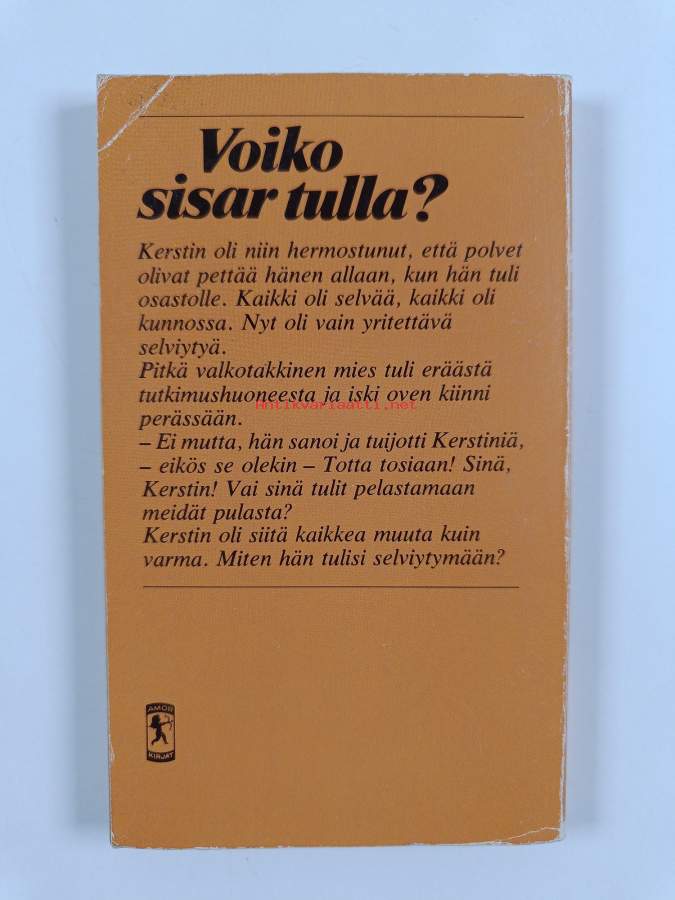 Voiko
sisar tulla?
Kerstin oli niin hermostunut, että polvet
olivat pettää hänen allaan, kun hän tuli
osastolle. Kaikki oli selvää, kaikki oli
kunnossa. Nyt oli vain yritettävä
selviytyä.
Pitkä valkotakkinen mies tuli eräästä
tutkimushuoneesta ja iski oven kiinni
Antikvariaatti.net
perässään.
– Ei mutta, hän sanoi ja tuijotti Kerstiniä,
– eikös se olekin – Totta tosiaan! Sinä,
Kerstin! Vai sinä tulit pelastamaan
meidät pulasta?
Kerstin oli siitä kaikkea muuta kuin
varma. Miten hän tulisi selviytymään?
AMOR
KIRJAT